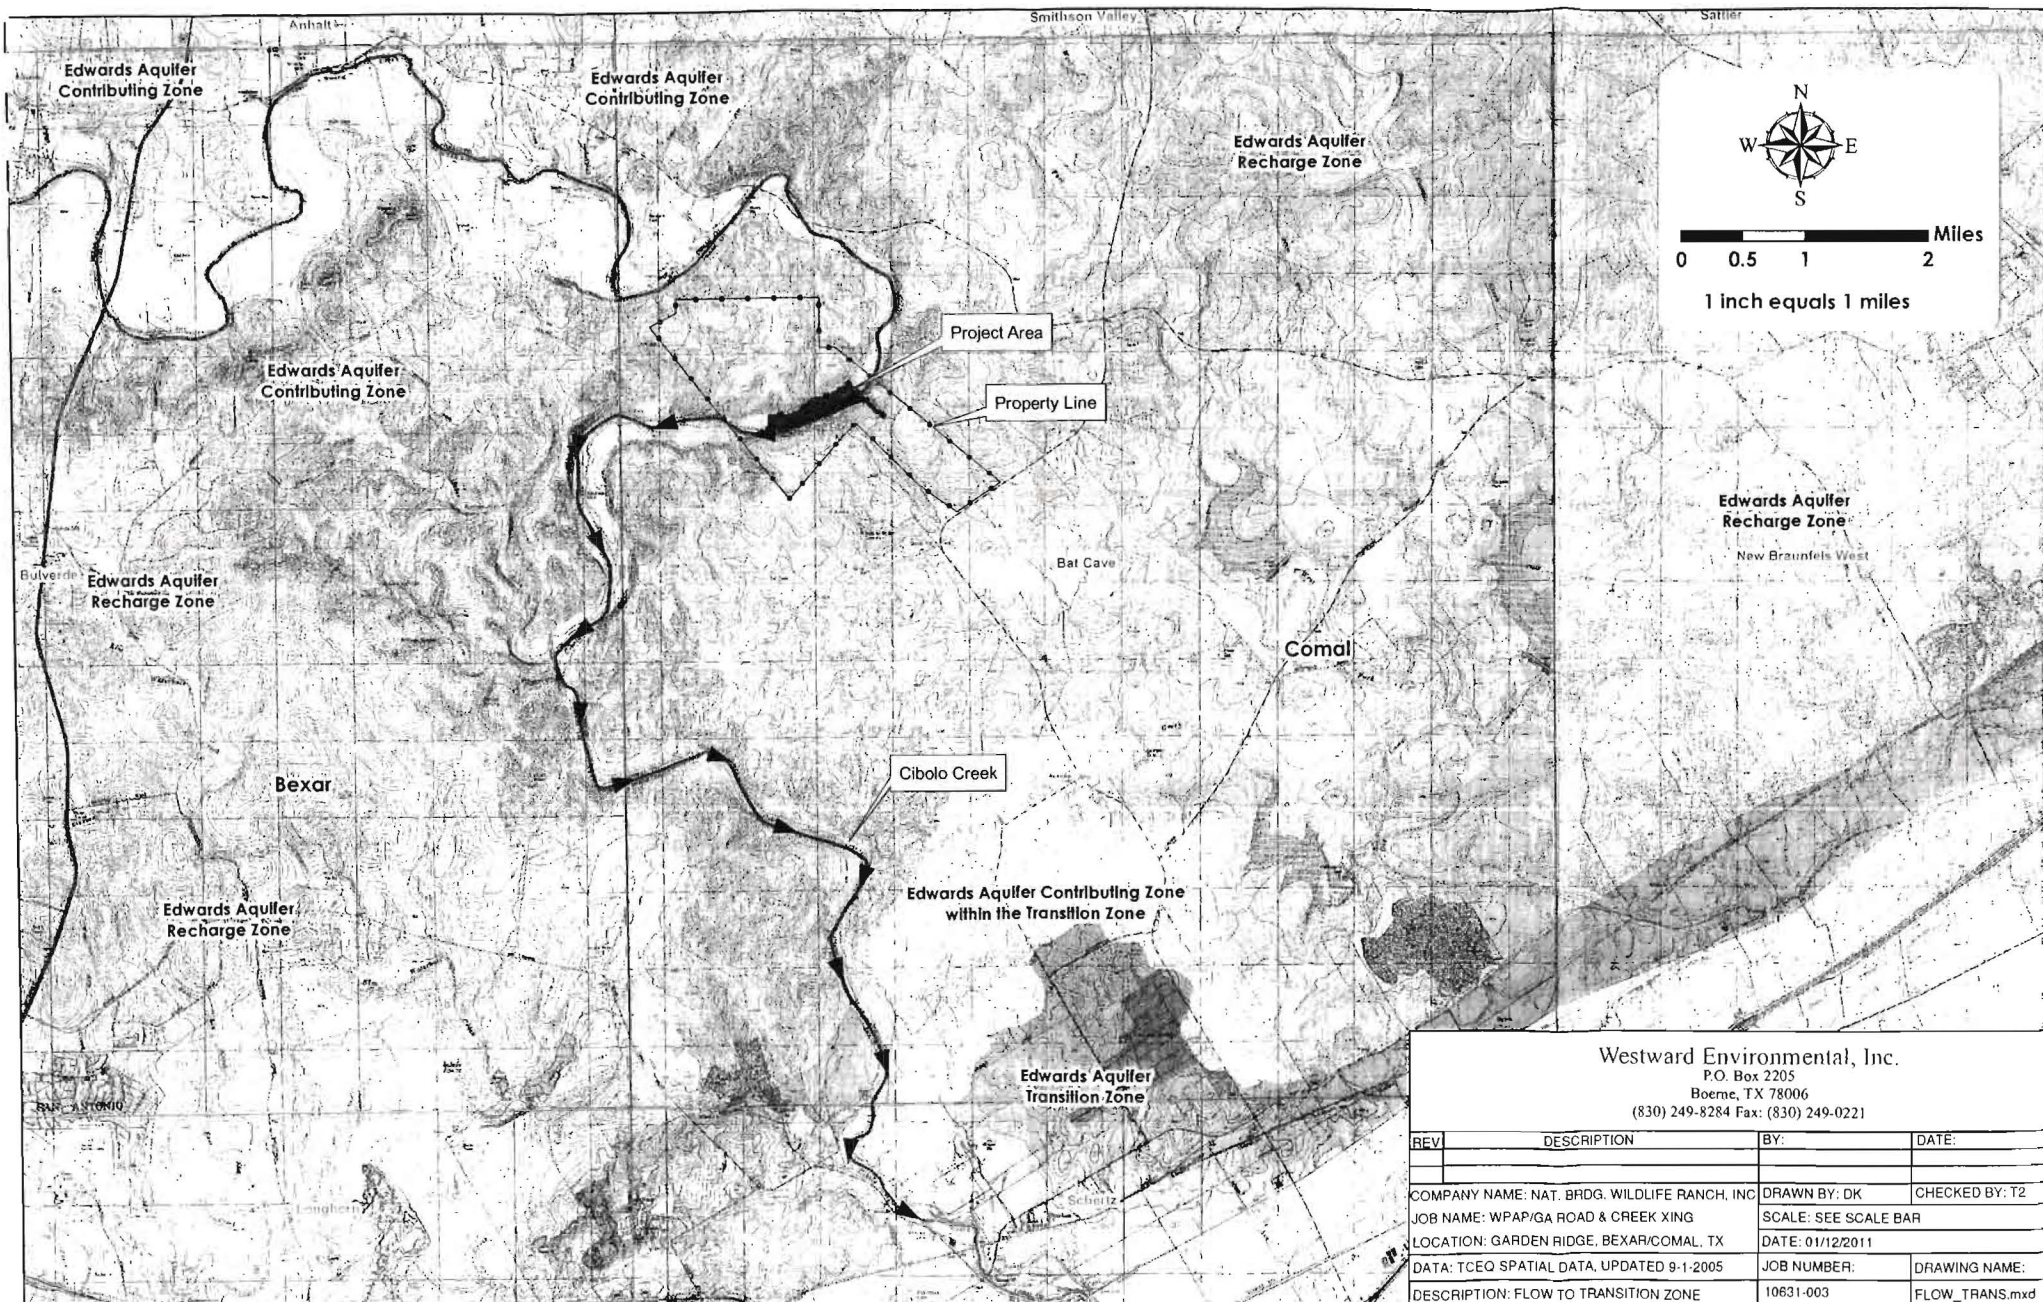 Anhalt
Smithson Valley
Sattler
Edwards Aquifer
Contributing Zone
Edwards Aquifer
Contributing Zone
Edwards Aquifer
Recharge Zone
N
W
E
S
Miles
0 0.5 1 2
1 inch equals 1 miles
Project Area
Edwards Aquifer
Contributing Zone
Property Line
Edwards Aquifer
Recharge Zone
New Braunfels West
Bat Cave
Bulverde
Edwards Aquifer
Recharge Zone
Comal
Cibolo Creek
Bexar
Edwards Aquifer Contributing Zone
within the Transition Zone
Edwards Aquifer
Recharge Zone
Edwards Aquifer
Transition Zone
SAN ANTONIO
Longhorn
Schertz
Westward Environmental, Inc.
P.O. Box 2205
Boerne, TX 78006
(830) 249-8284 Fax: (830) 249-0221
REV DESCRIPTION BY: DATE:
COMPANY NAME: NAT. BRDG. WILDLIFE RANCH, INC DRAWN BY: DK CHECKED BY: T2
JOB NAME: WPAP/GA ROAD & CREEK XING SCALE: SEE SCALE BAR
LOCATION: GARDEN RIDGE, BEXAR/COMAL, TX DATE: 01/12/2011
DATA: TCEQ SPATIAL DATA, UPDATED 9-1-2005 JOB NUMBER: DRAWING NAME:
DESCRIPTION: FLOW TO TRANSITION ZONE 10631-003 FLOW_TRANS.mxd